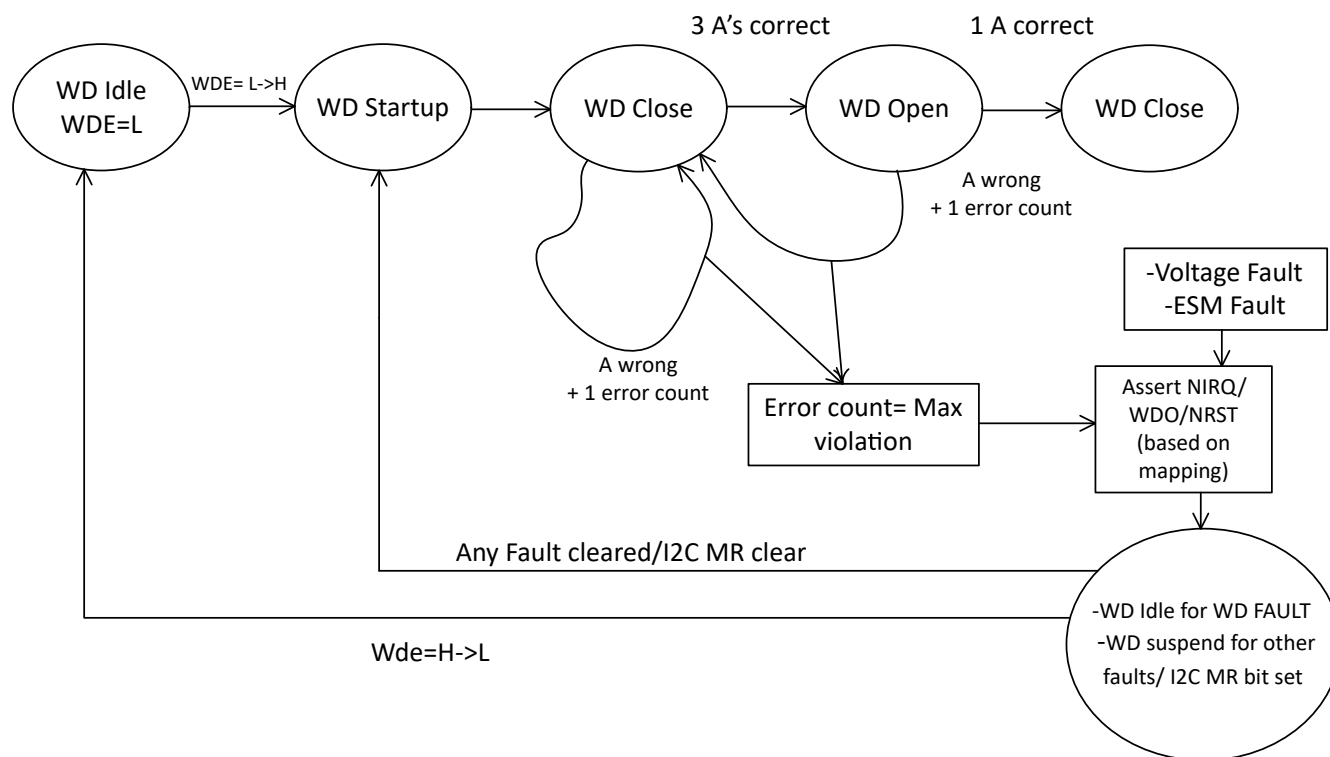 3 A's correct
1 A correct
WD Idle
WDE=L
WDE= L->H
WD Startup
WD Close
WD Open
WD Close
A wrong
+ 1 error count
A wrong
+ 1 error count
-Voltage Fault
-ESM Fault
Error count= Max
violation
Assert NIRQ/
WDO/NRST
(based on
mapping)
Any Fault cleared/I2C MR clear
Wde=H->L
-WD Idle for WD FAULT
-WD suspend for other
faults/ I2C MR bit set